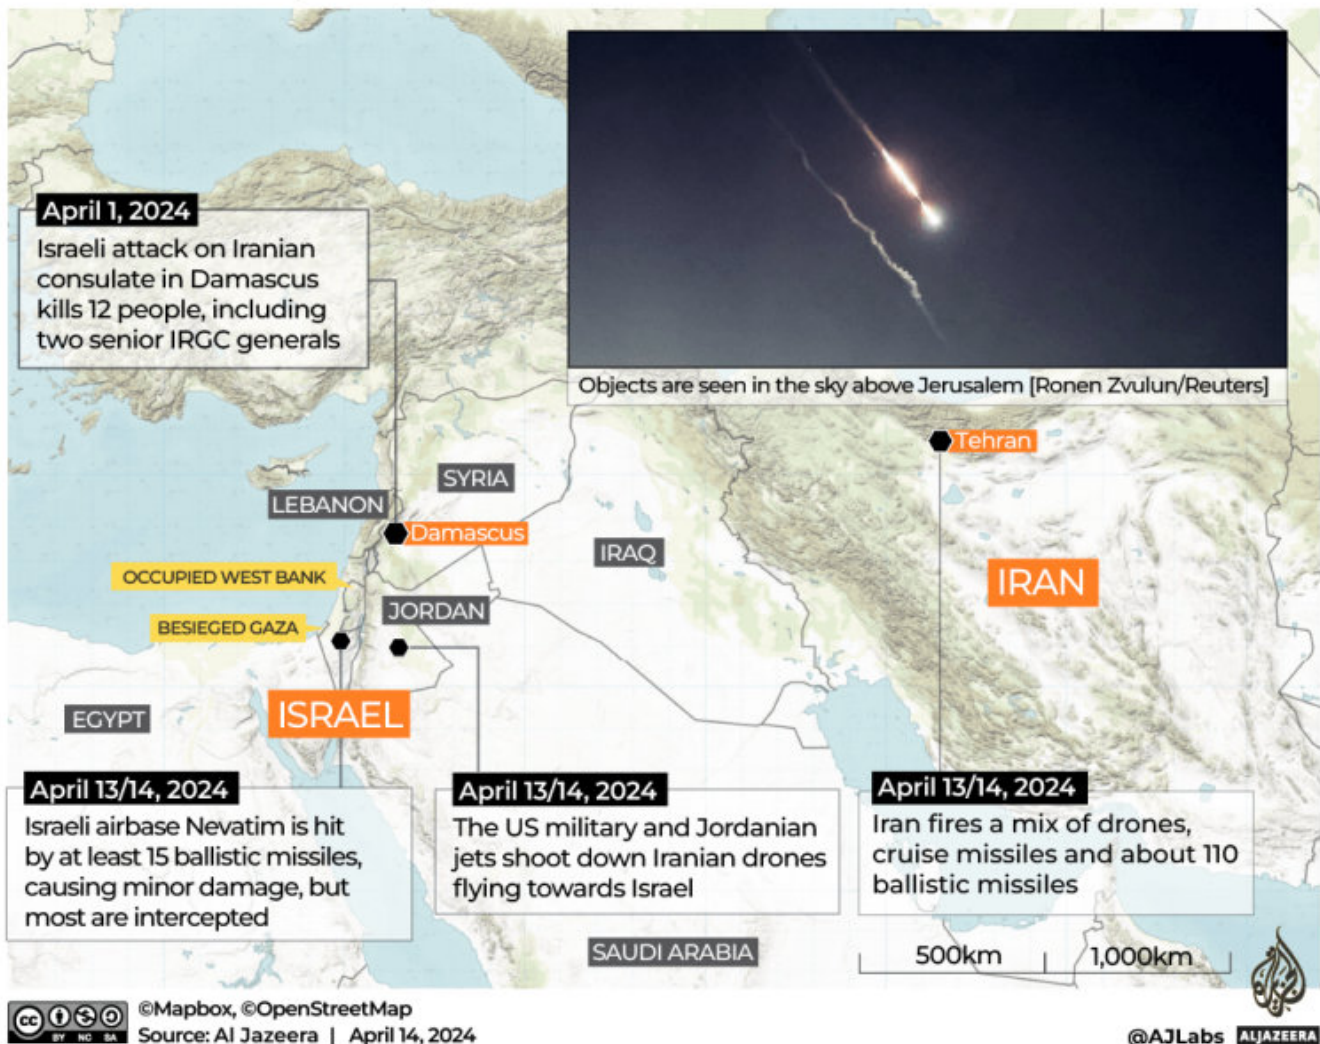 April 1, 2024
Israeli attack on Iranian
consulate in Damascus
kills 12 people, including
two senior IRGC generals
Objects are seen in the sky above Jerusalem [Ronen Zvulun/Reuters]
Tehran
SYRIA
LEBANON
Damascus
IRAQ
OCCUPIED WEST BANK
IRAN
JORDAN
BESIEGED GAZA
ISRAEL
EGYPT
April 13/14, 2024
Israeli airbase Nevatim is hit
by at least 15 ballistic missiles,
causing minor damage, but
most are intercepted
April 13/14, 2024
The US military and Jordanian
jets shoot down Iranian drones
flying towards Israel
April 13/14, 2024
Iran fires a mix of drones,
cruise missiles and about 110
ballistic missiles
SAUDI ARABIA
500km
1,000km
cc BY NC SA
©Mapbox, ©OpenStreetMap
Source: Al Jazeera | April 14, 2024
@AJLabs
ALJAZEERA